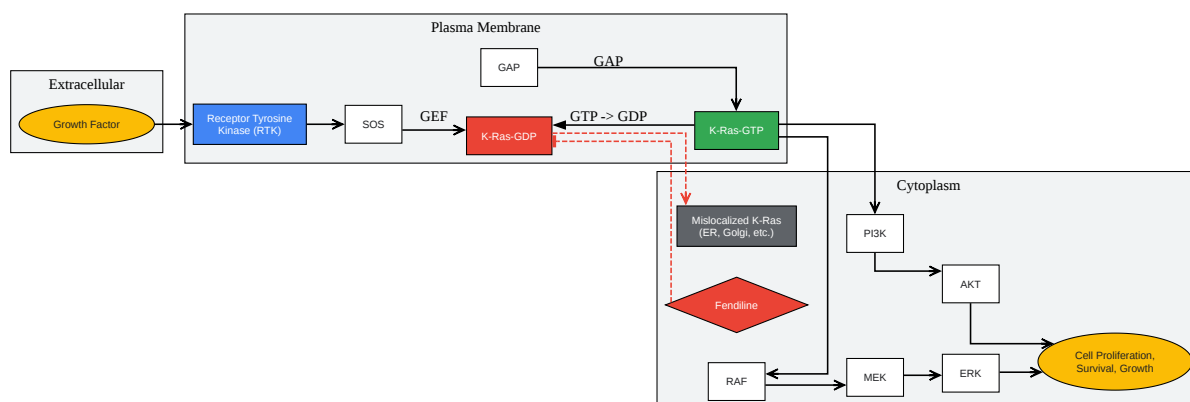 Plasma Membrane
GAP
GAP
Extracellular
Growth Factor
Receptor Tyrosine
Kinase (RTK)
SOS
GEF
K-Ras-GDP
GTP -> GDP
K-Ras-GTP
Cytoplasm
Mislocalized K-Ras
(ER, Golgi, etc.)
PI3K
AKT
Fendiline
Cell Proliferation,
Survival, Growth
RAF
MEK
ERK